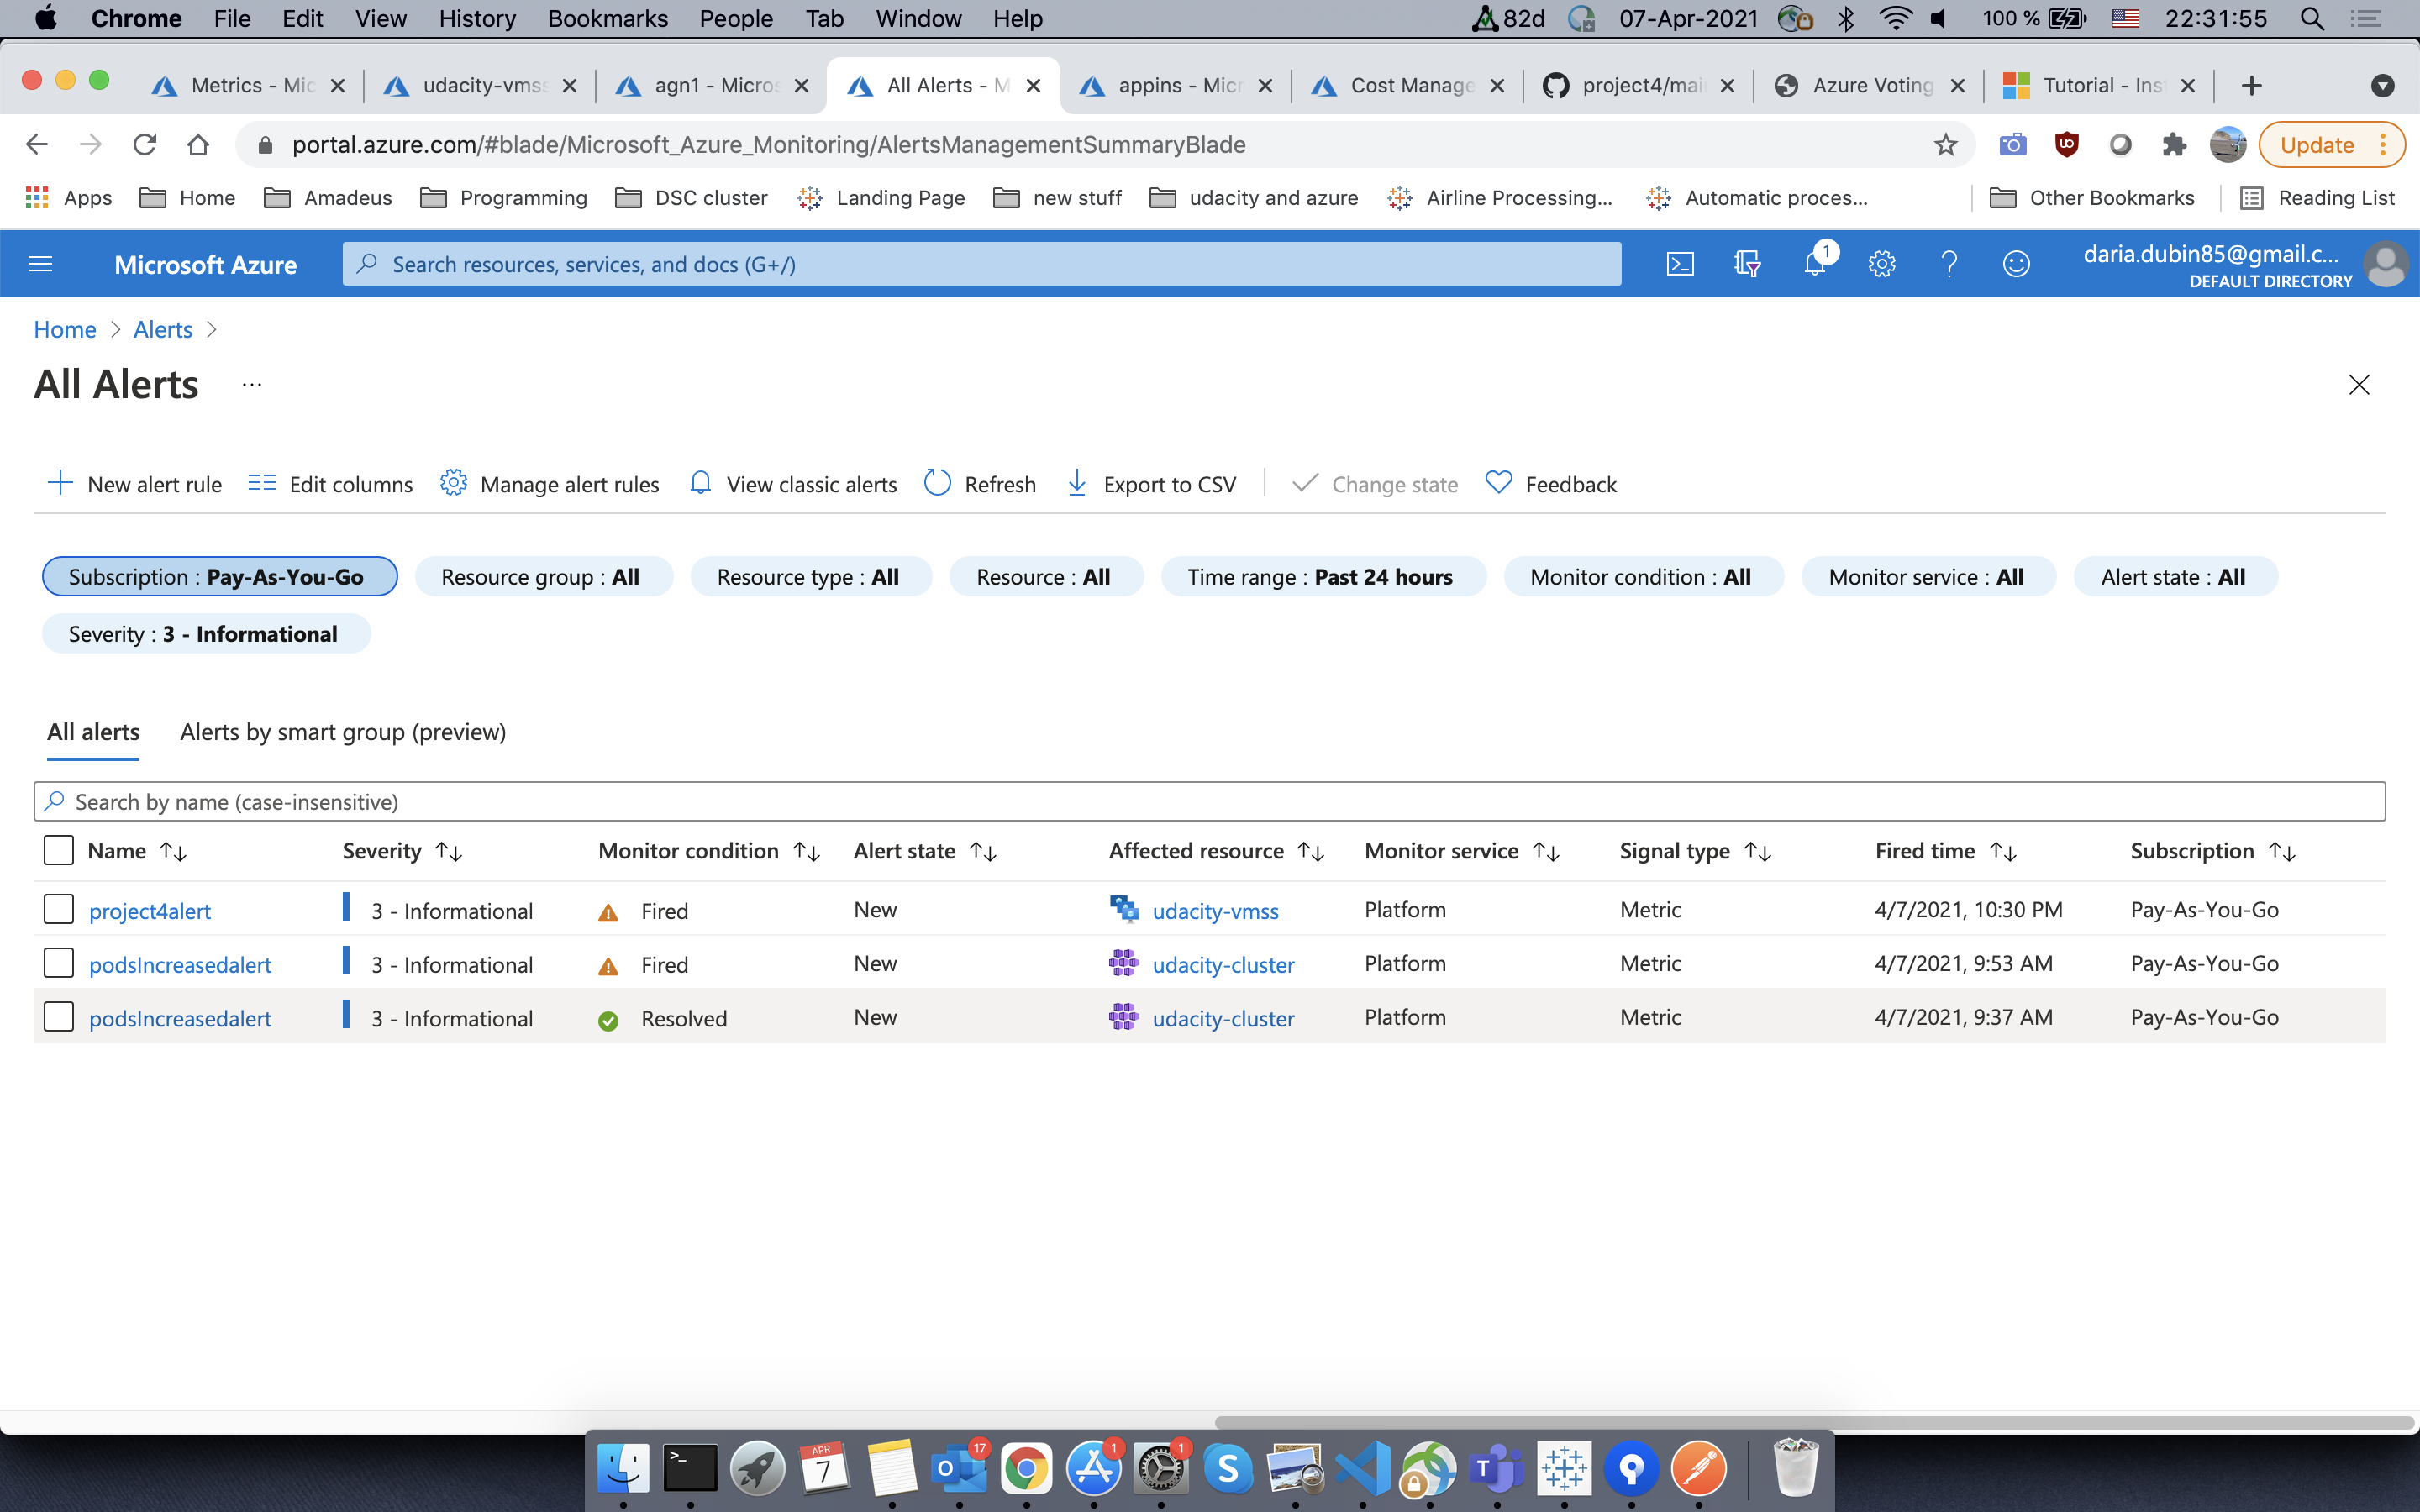 Chrome File Edit View History Bookmarks People Tab Window Help 82d 07-Apr-2021 100 % 22:31:55
Metrics - Mic udacity-vmss agn1 - Micros All Alerts - M appins - Micr Cost Manage project4/mai Azure Voting Tutorial - Ins
portal.azure.com/#blade/Microsoft_Azure_Monitoring/AlertsManagementSummaryBlade Update
Apps Home Amadeus Programming DSC cluster Landing Page new stuff udacity and azure Airline Processing... Automatic proces... Other Bookmarks Reading List
Microsoft Azure Search resources, services, and docs (G+/) 1 daria.dubin85@gmail.c...
DEFAULT DIRECTORY
Home > Alerts >
All Alerts ...
New alert rule Edit columns Manage alert rules View classic alerts Refresh Export to CSV Change state Feedback
Subscription : Pay-As-You-Go Resource group : All Resource type : All Resource : All Time range : Past 24 hours Monitor condition : All Monitor service : All Alert state : All
Severity : 3 - Informational
All alerts Alerts by smart group (preview)
Search by name (case-insensitive)
Name Severity Monitor condition Alert state Affected resource Monitor service Signal type Fired time Subscription
project4alert 3 - Informational Fired New udacity-vmss Platform Metric 4/7/2021, 10:30 PM Pay-As-You-Go
podsIncreasedalert 3 - Informational Fired New udacity-cluster Platform Metric 4/7/2021, 9:53 AM Pay-As-You-Go
podsIncreasedalert 3 - Informational Resolved New udacity-cluster Platform Metric 4/7/2021, 9:37 AM Pay-As-You-Go
APR 17 1 1
7 O S T